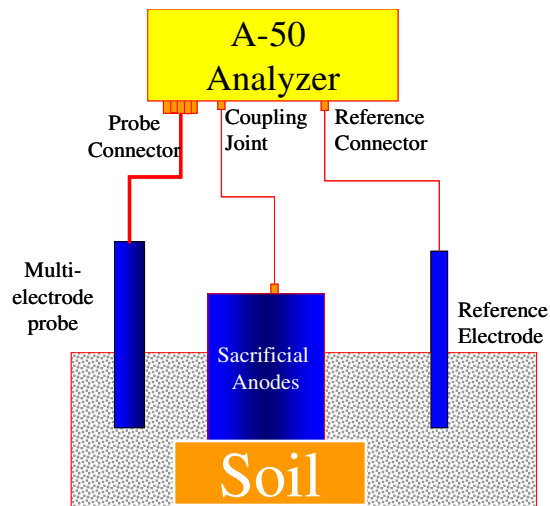 A-50
Analyzer
Probe
Connector
Coupling
Joint
Reference
Connector
Multi-
electrode
probe
Sacrificial
Anodes
Reference
Electrode
Soil